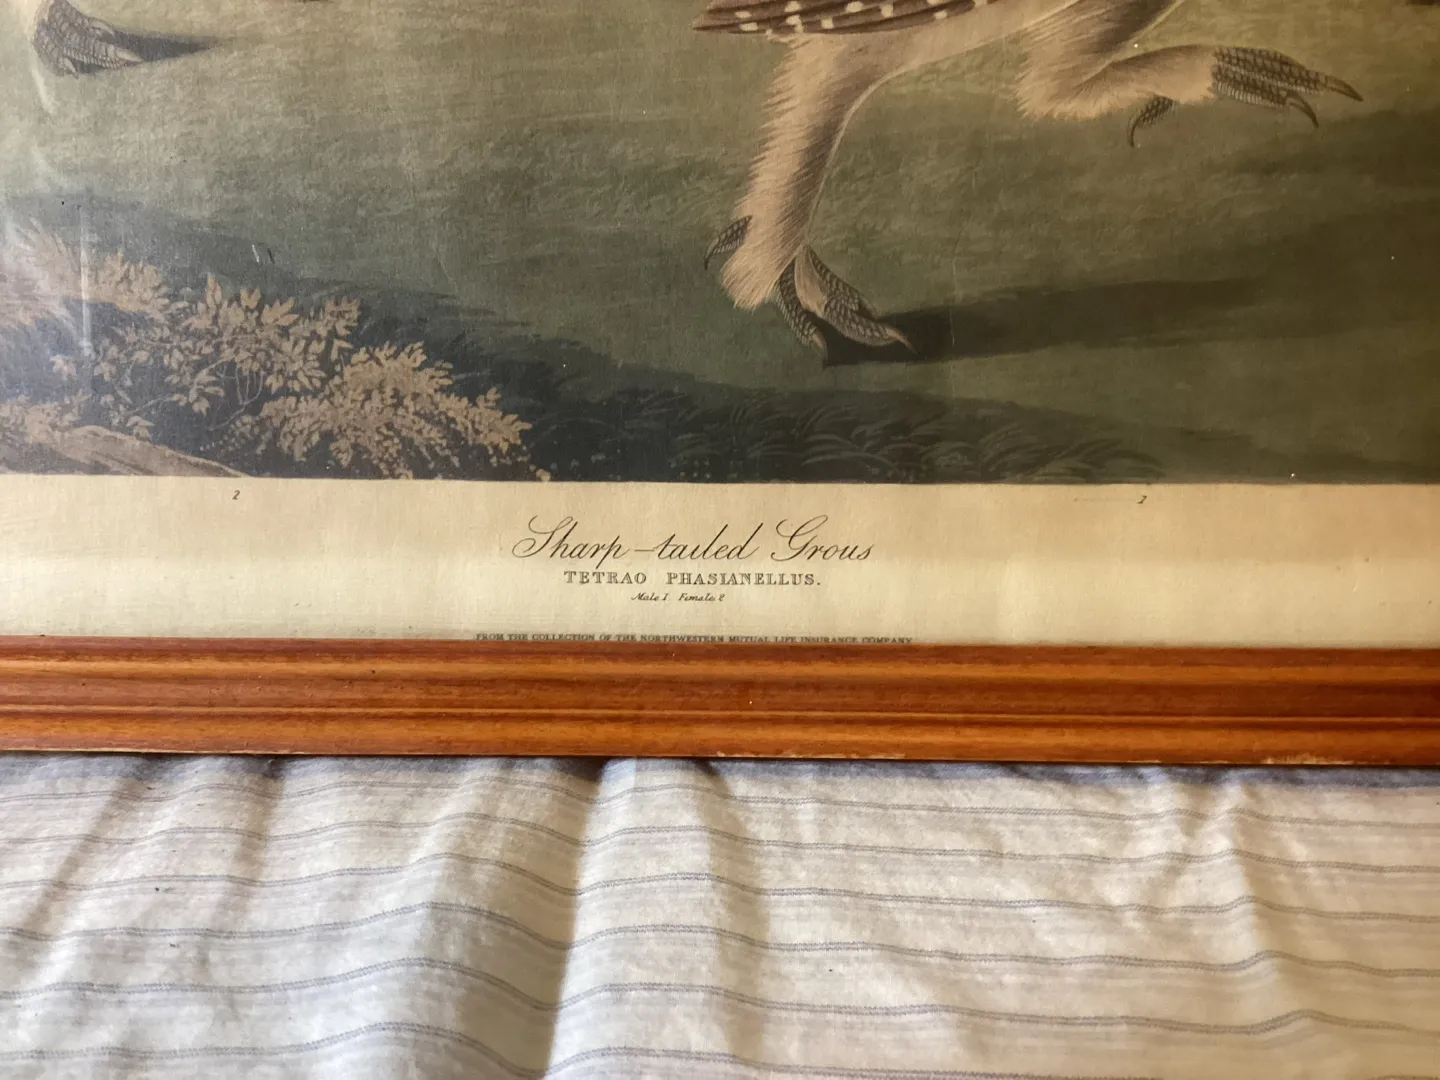 2 1
Sharp-tailed Grous
TETRAO PHASIANELLUS.
Male 1. Female 2
FROM THE COLLECTION OF THE NORTHWESTERN MUTUAL LIFE INSURANCE COMPANY